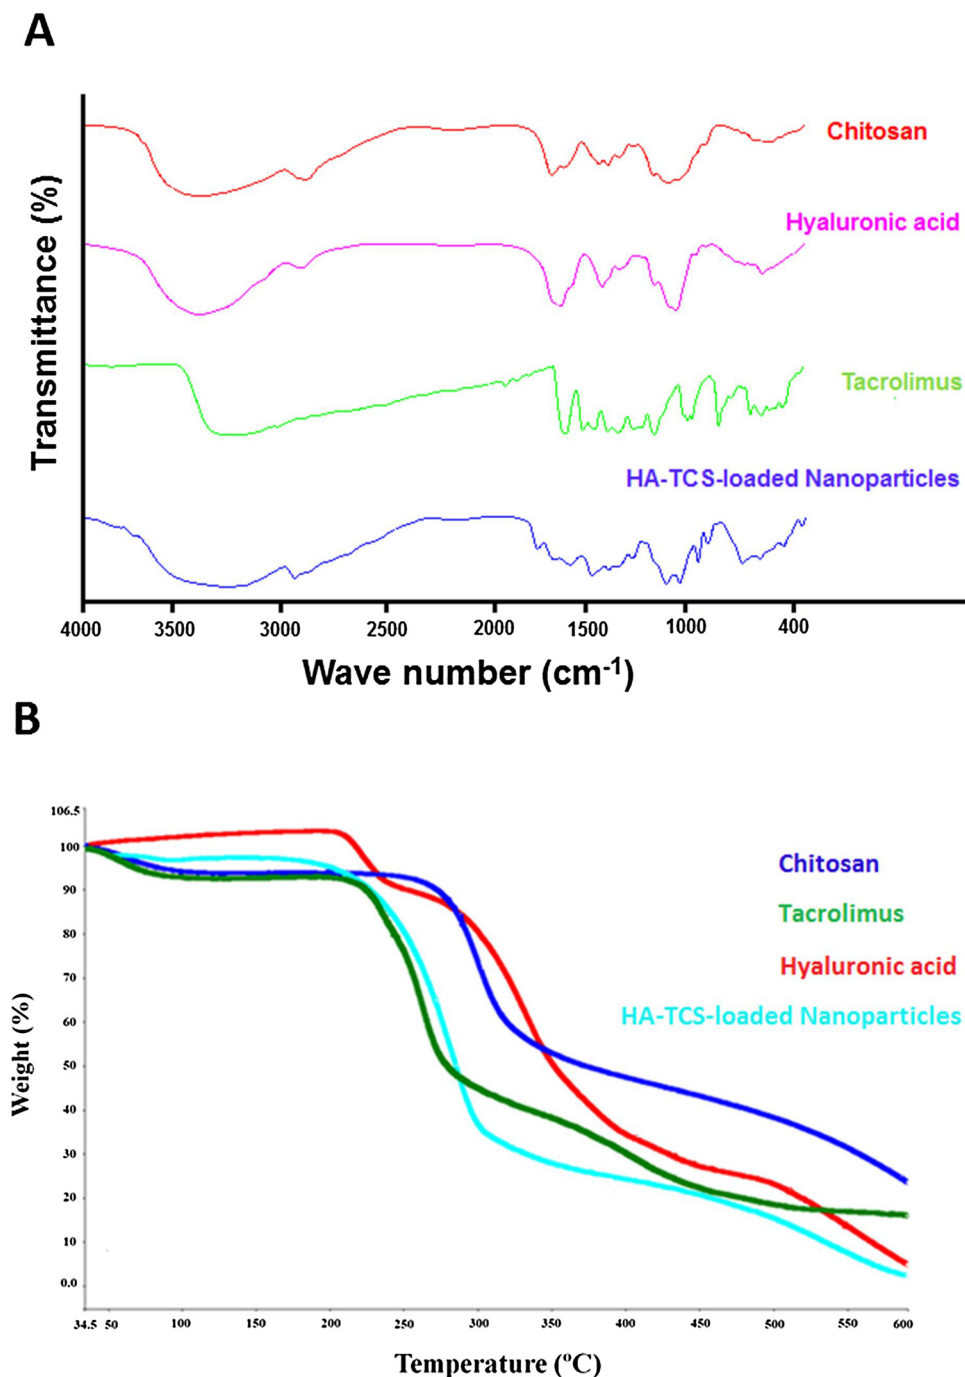 A
Transmittance (%)
Chitosan
Hyaluronic acid
Tacrolimus
HA-TCS-loaded Nanoparticles
4000 3500 3000 2500 2000 1500 1000 400
Wave number (cm-1)
B
Weight (%)
106.5
100
90
80
70
60
50
40
30
20
10
0.0
Chitosan
Tacrolimus
Hyaluronic acid
HA-TCS-loaded Nanoparticles
34.5 50 100 200 250 300 350 400 450 500 550 600
Temperature (ºC)